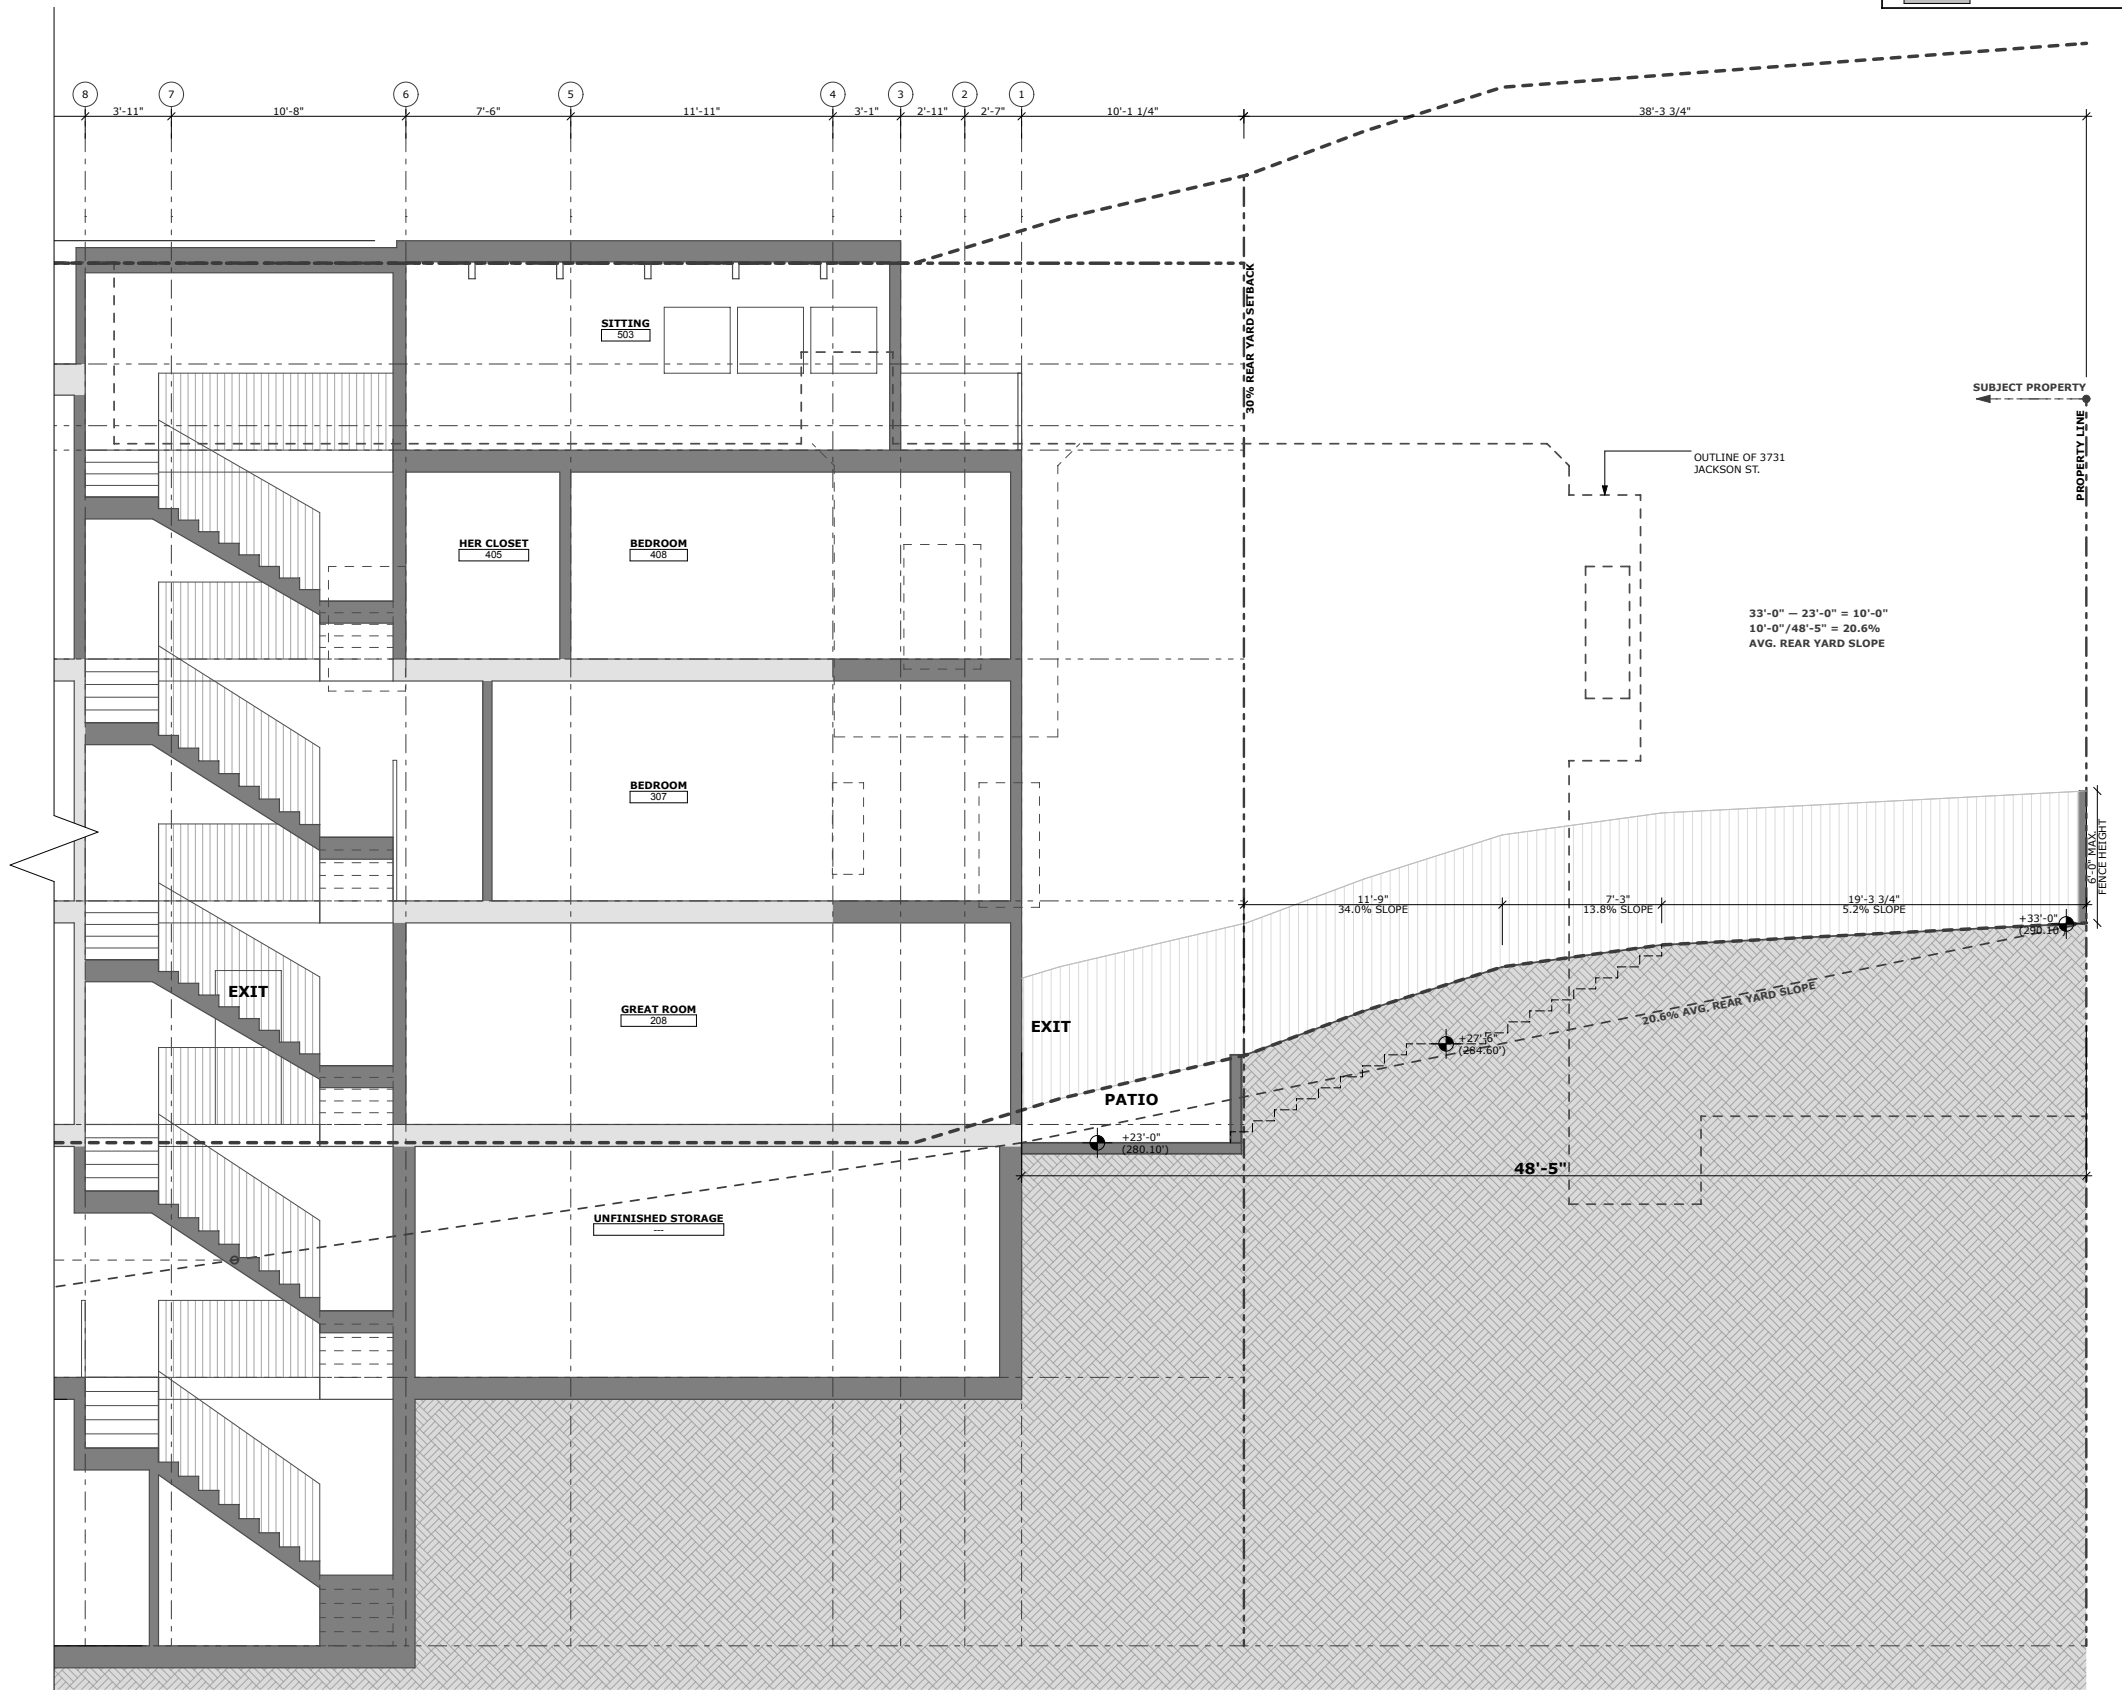 8
7
6
5
4
3
2
1
3'-11"
10'-8"
7'-6"
11'-11"
3'-1"
2'-11"
2'-7"
10'-1 1/4"
38'-3 3/4"
30% REAR YARD SETBACK
SITTING
503
SUBJECT PROPERTY
PROPERTY LINE
OUTLINE OF 3731
JACKSON ST.
HER CLOSET
405
BEDROOM
408
33'-0" — 23'-0" = 10'-0"
10'-0"/48'-5" = 20.6%
AVG. REAR YARD SLOPE
BEDROOM
307
6'-0" MAX.
FENCE HEIGHT
11'-9"
34.0% SLOPE
7'-3"
13.8% SLOPE
19'-3 3/4"
5.2% SLOPE
+33'-0"
(290.10')
EXIT
GREAT ROOM
208
EXIT
20.6% AVG. REAR YARD SLOPE
+27'-6"
(284.60')
PATIO
+23'-0"
(280.10')
48'-5"
UNFINISHED STORAGE
---